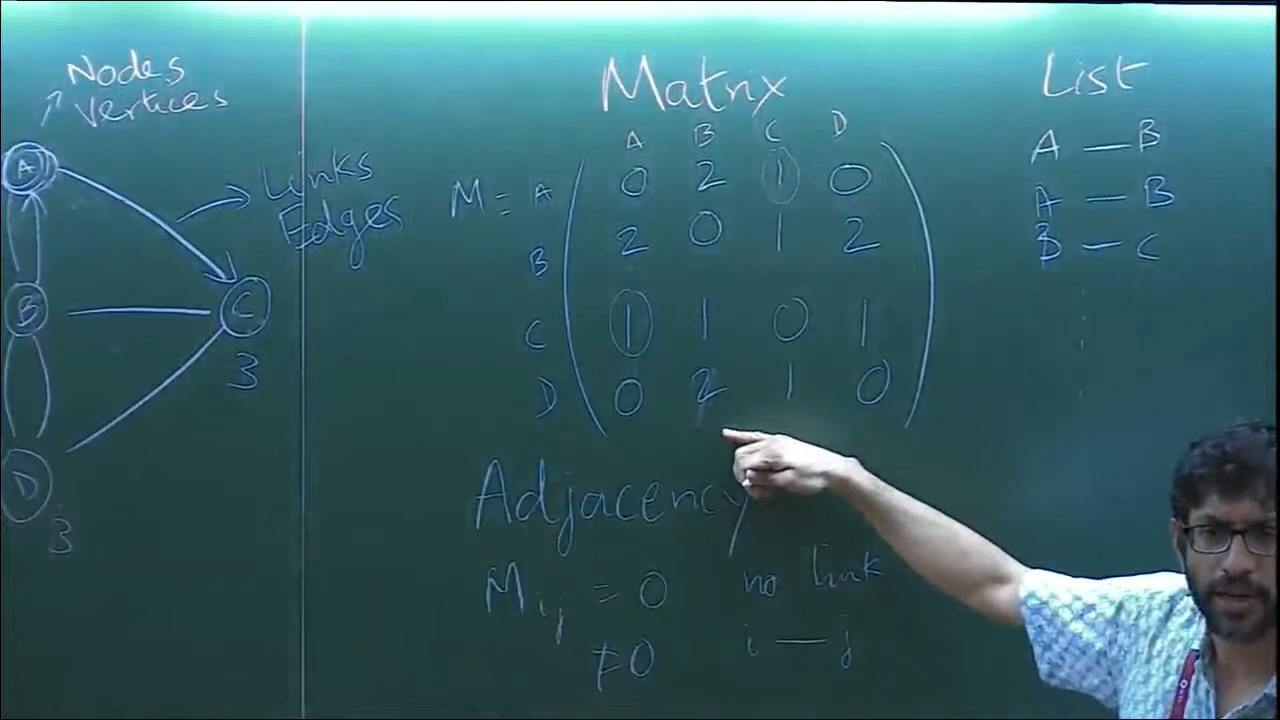 Nodes
Vertices
A
Links
Edges
B
C
3
D
3
Matrix
A B C D
M = A 0 2 1 0
B 2 0 1 2
C 1 1 0 1
D 0 2 1 0
Adjacency
M i j = 0 no link
≠ 0 i — j
List
A — B
A — B
B — C